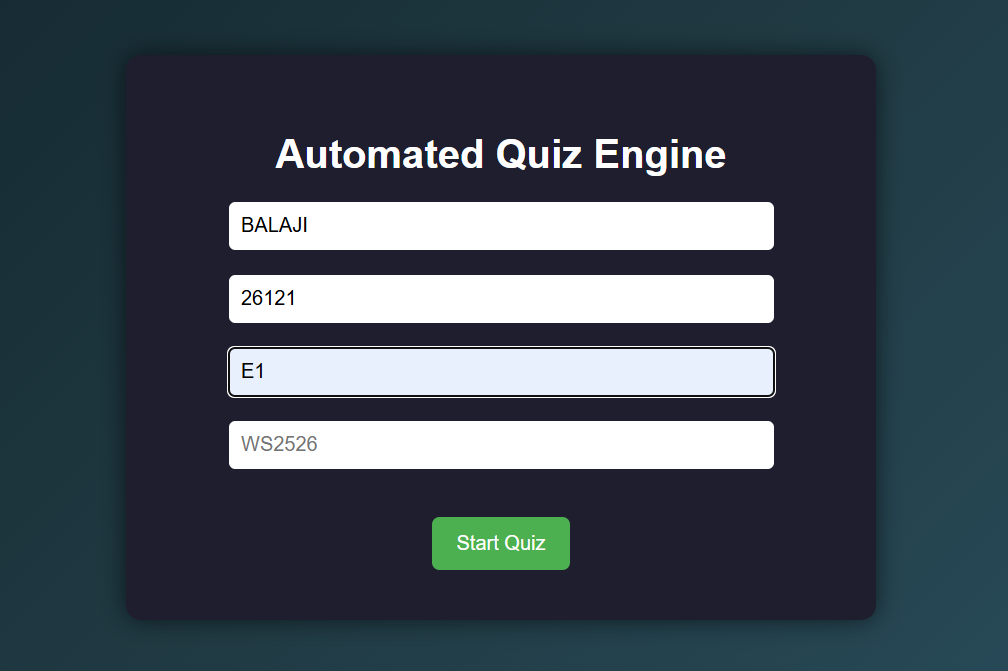 Automated Quiz Engine
BALAJI
26121
E1
WS2526
Start Quiz